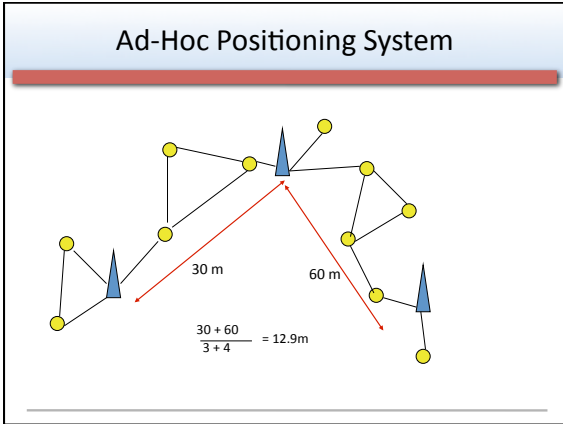 Ad-Hoc Positioning System
30 m
60 m
30 + 60
3 + 4
= 12.9m